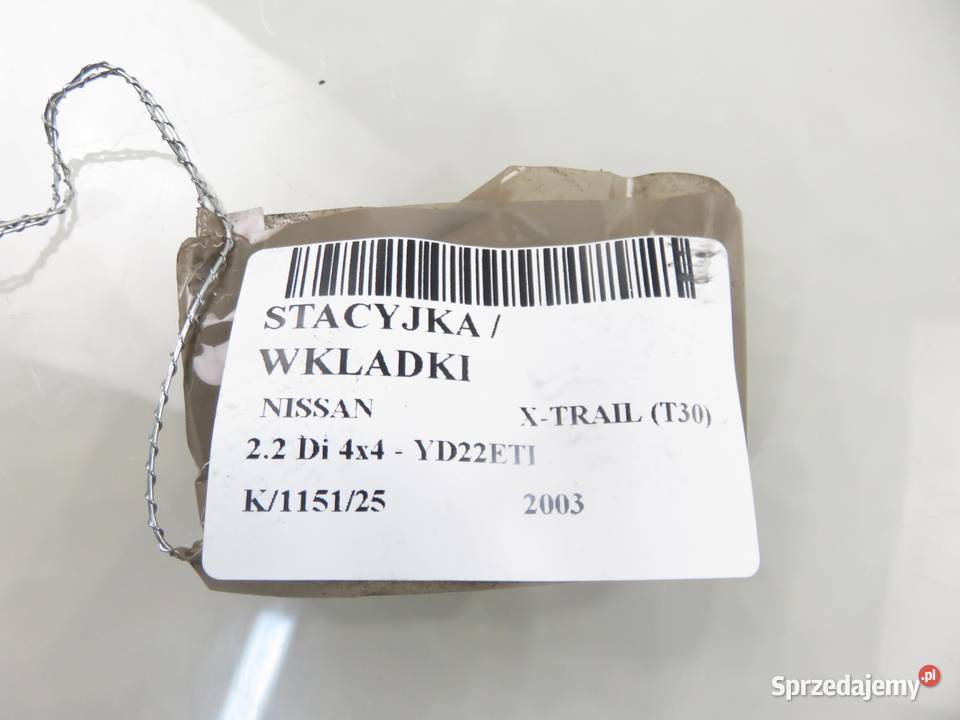 STACYJKA /
WKLADKI
NISSAN X-TRAIL (T30)
2.2 Di 4x4 - YD22ETI
K/1151/25 2003
Sprzedajemy.pl